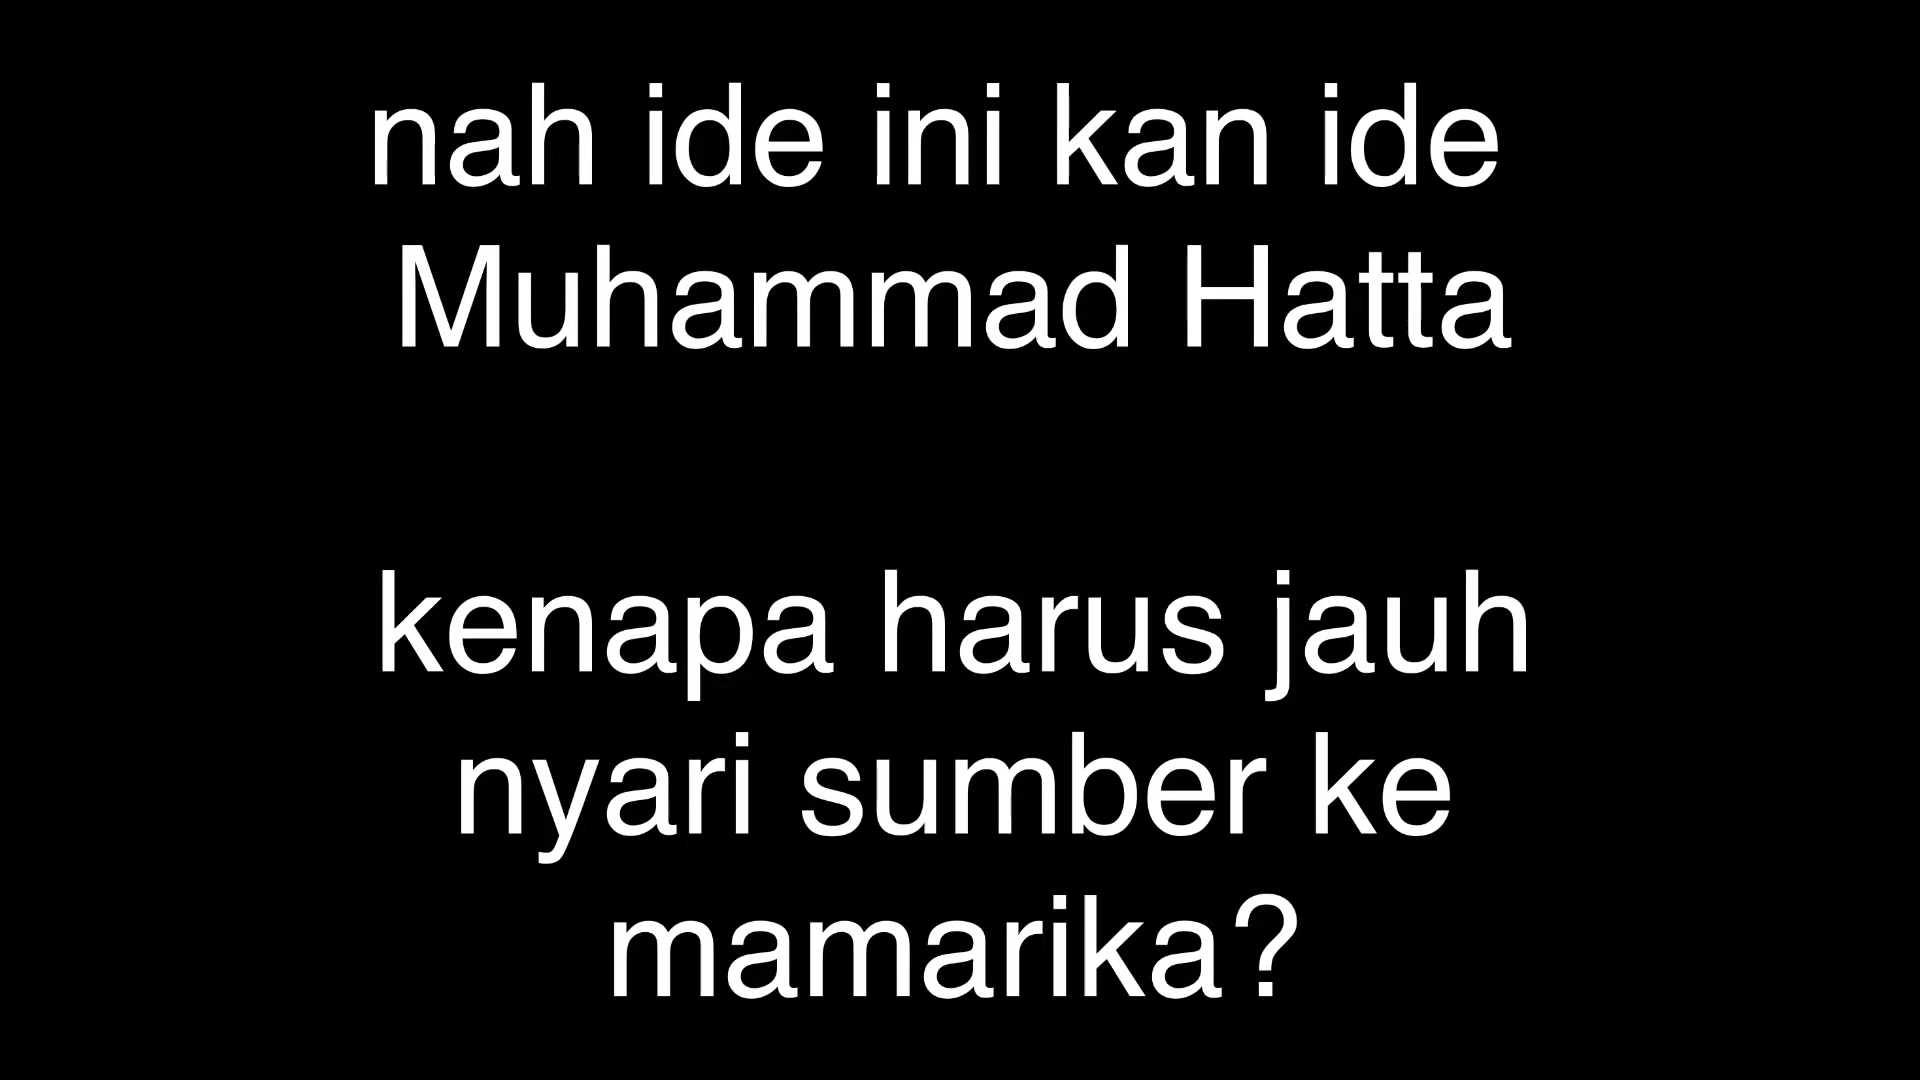 nah ide ini kan ide
Muhammad Hatta
kenapa harus jauh
nyari sumber ke
mamarika?